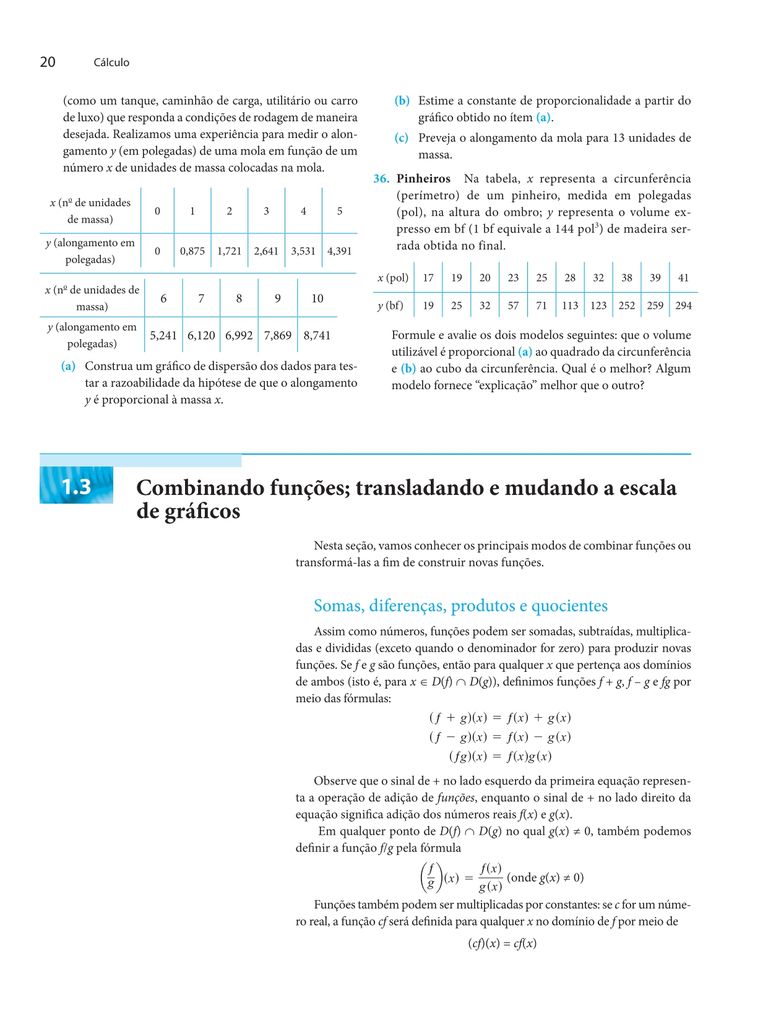 20 Cálculo
(como um tanque, caminhão de carga, utilitário ou carro
de luxo) que responda a condições de rodagem de maneira
desejada. Realizamos uma experiência para medir o alon-
gamento y (em polegadas) de uma mola em função de um
número x de unidades de massa colocadas na mola.
x (nº de unidades
de massa) 0 1 2 3 4 5
y (alongamento em
polegadas) 0 0,875 1,721 2,641 3,531 4,391
x (nº de unidades de
massa) 6 7 8 9 10
y (alongamento em
polegadas) 5,241 6,120 6,992 7,869 8,741
(a) Construa um gráfico de dispersão dos dados para tes-
tar a razoabilidade da hipótese de que o alongamento
y é proporcional à massa x.
(b) Estime a constante de proporcionalidade a partir do
gráfico obtido no ítem (a).
(c) Preveja o alongamento da mola para 13 unidades de
massa.
36. Pinheiros Na tabela, x representa a circunferência
(perímetro) de um pinheiro, medida em polegadas
(pol), na altura do ombro; y representa o volume ex-
presso em bf (1 bf equivale a 144 pol³) de madeira ser-
rada obtida no final.
x (pol) 17 19 20 23 25 28 32 38 39 41
y (bf) 19 25 32 57 71 113 123 252 259 294
Formule e avalie os dois modelos seguintes: que o volume
utilizável é proporcional (a) ao quadrado da circunferência
e (b) ao cubo da circunferência. Qual é o melhor? Algum
modelo fornece “explicação” melhor que o outro?
1.3 Combinando funções; transladando e mudando a escala
de gráficos
Nesta seção, vamos conhecer os principais modos de combinar funções ou
transformá-las a fim de construir novas funções.
Somas, diferenças, produtos e quocientes
Assim como números, funções podem ser somadas, subtraídas, multiplica-
das e divididas (exceto quando o denominador for zero) para produzir novas
funções. Se f e g são funções, então para qualquer x que pertença aos domínios
de ambos (isto é, para x ∈ D(f) ∩ D(g)), definimos funções f + g, f – g e fg por
meio das fórmulas:
(f + g)(x) = f(x) + g(x)
(f − g)(x) = f(x) − g(x)
(fg)(x) = f(x)g(x)
Observe que o sinal de + no lado esquerdo da primeira equação represen-
ta a operação de adição de funções, enquanto o sinal de + no lado direito da
equação significa adição dos números reais f(x) e g(x).
Em qualquer ponto de D(f) ∩ D(g) no qual g(x) ≠ 0, também podemos
definir a função f/g pela fórmula
(f/g)(x) = f(x)/g(x) (onde g(x) ≠ 0)
Funções também podem ser multiplicadas por constantes: se c for um núme-
ro real, a função cf será definida para qualquer x no domínio de f por meio de
(cf)(x) = cf(x)